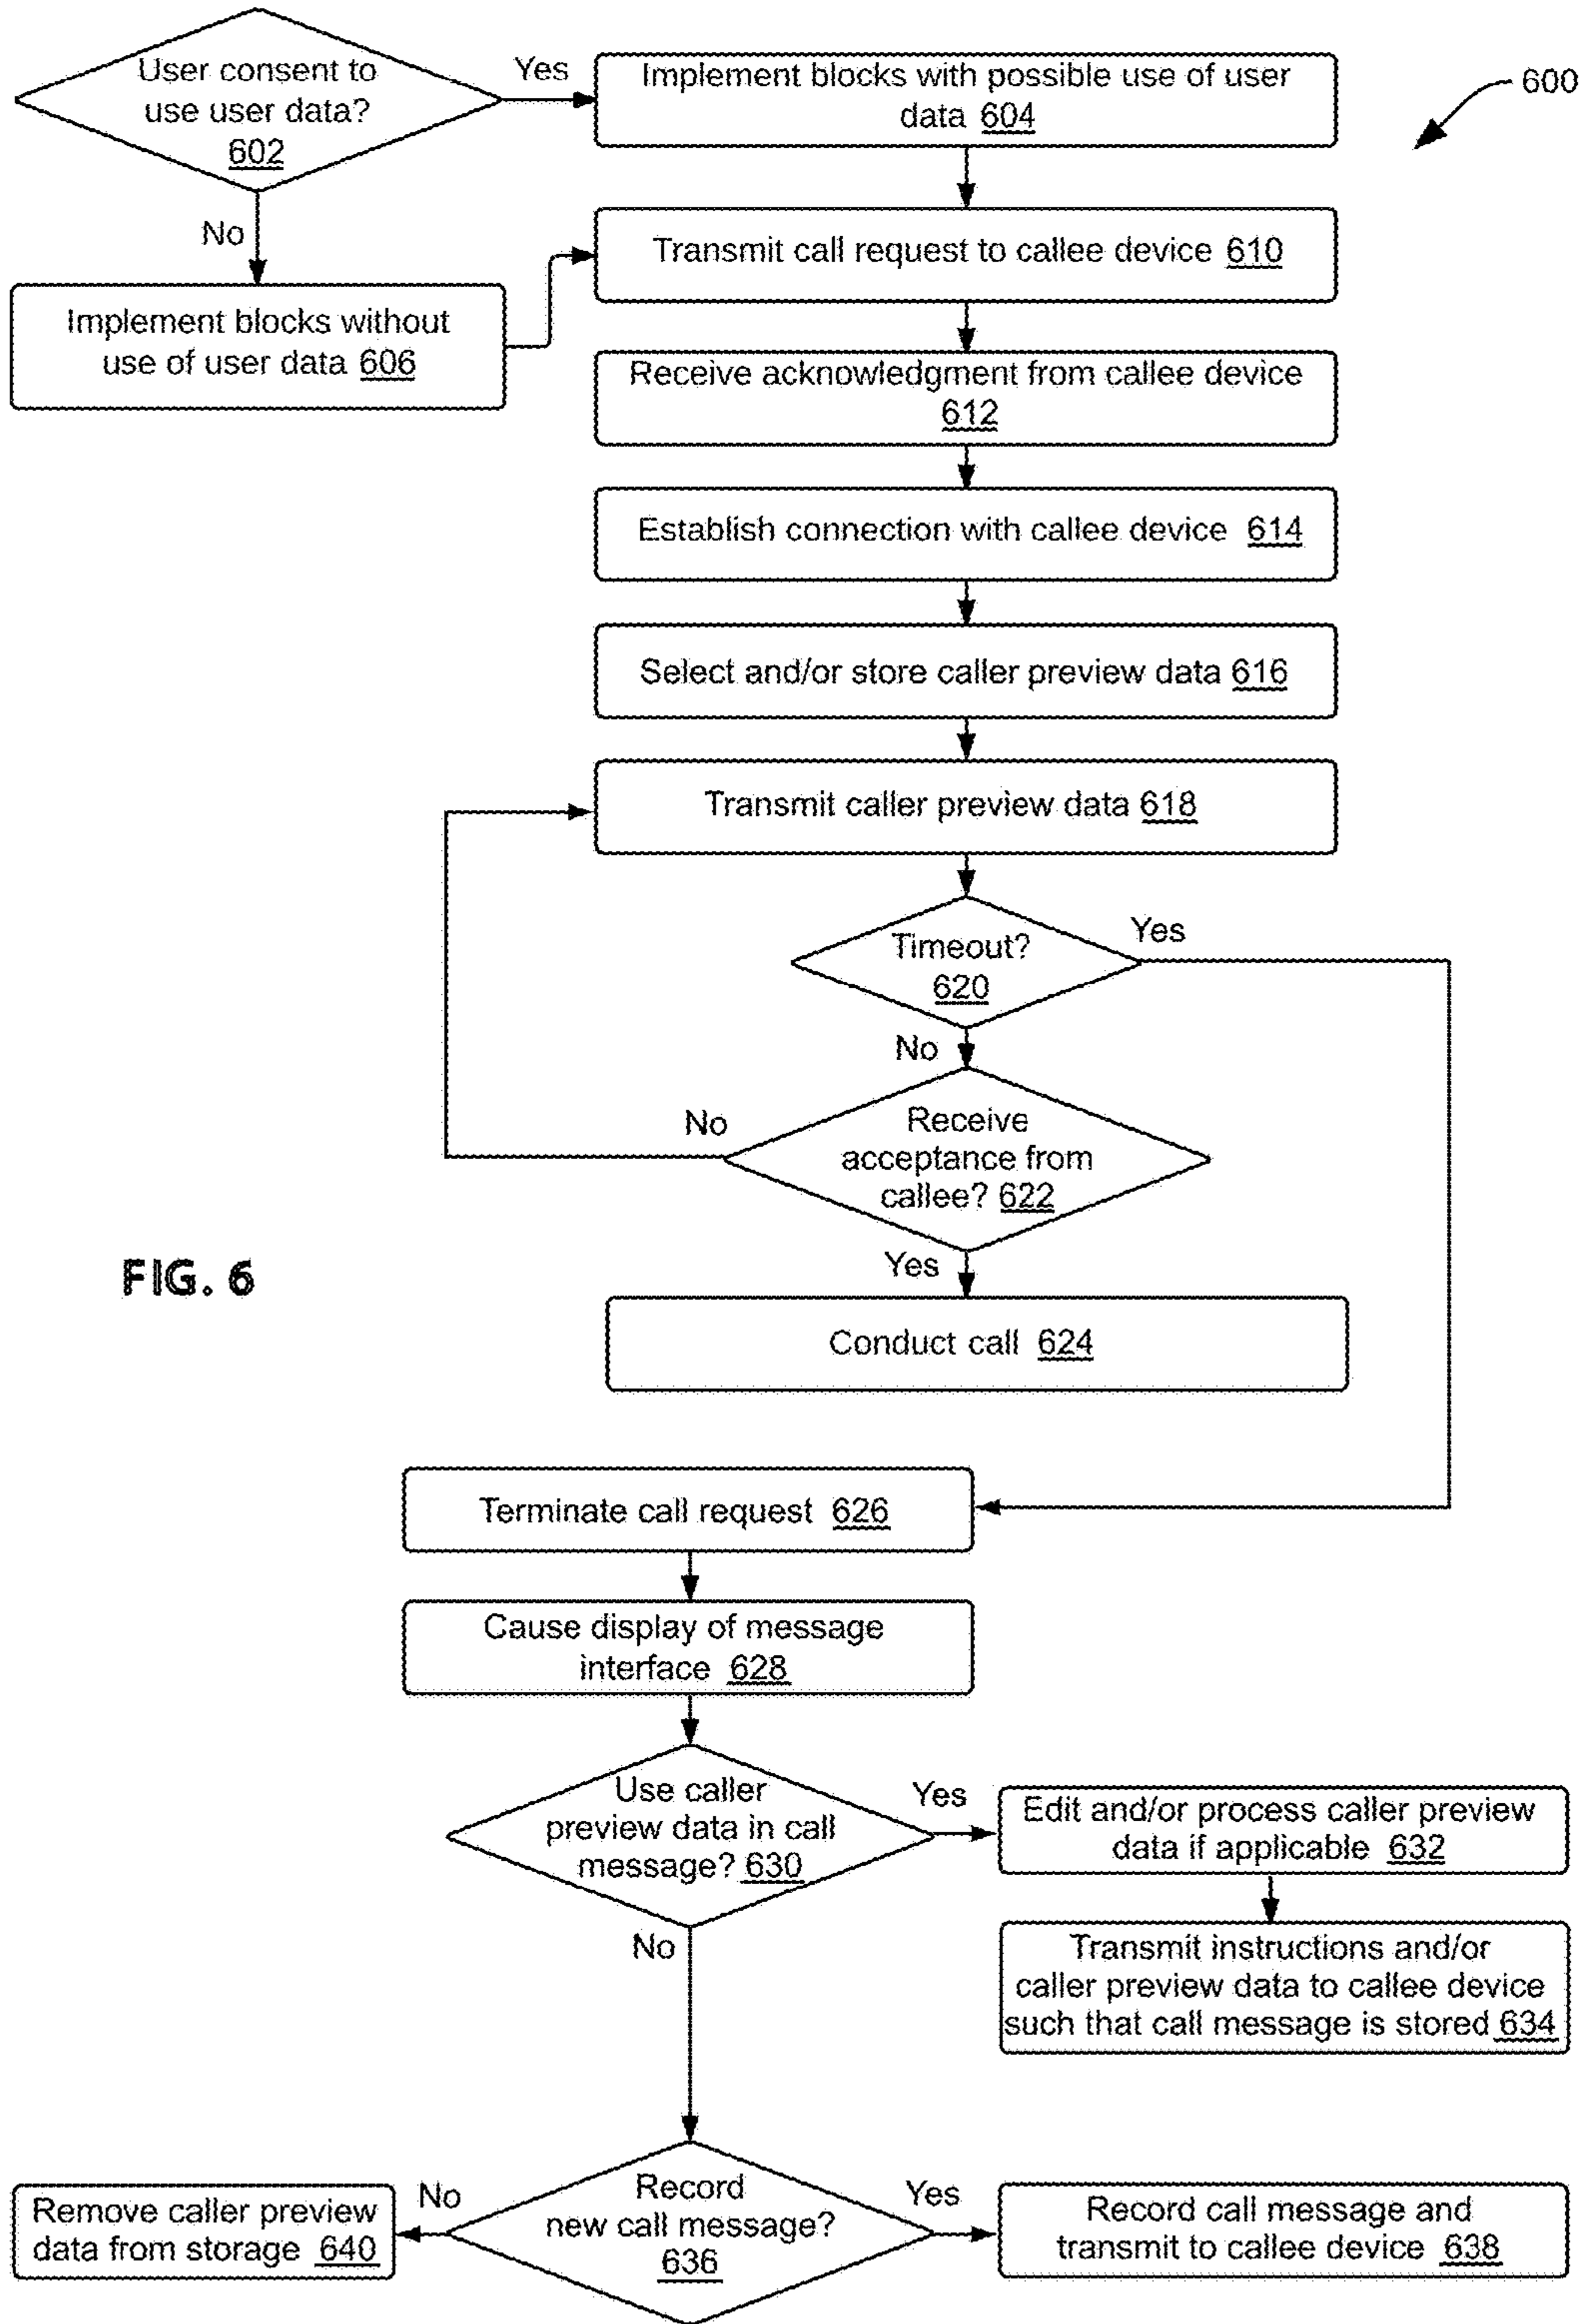 User consent to
use user data?
602
Yes
Implement blocks with possible use of user
data 604
600
No
Implement blocks without
use of user data 606
Transmit call request to callee device 610
Receive acknowledgment from callee device
612
Establish connection with callee device 614
Select and/or store caller preview data 616
Transmit caller preview data 618
Timeout?
620
Yes
No
Receive
acceptance from
callee? 622
No
Yes
FIG. 6
Conduct call 624
Terminate call request 626
Cause display of message
interface 628
Use caller
preview data in call
message? 630
Yes
Edit and/or process caller preview
data if applicable 632
No
Transmit instructions and/or
caller preview data to callee device
such that call message is stored 634
Record
new call message?
636
No
Remove caller preview
data from storage 640
Yes
Record call message and
transmit to callee device 638